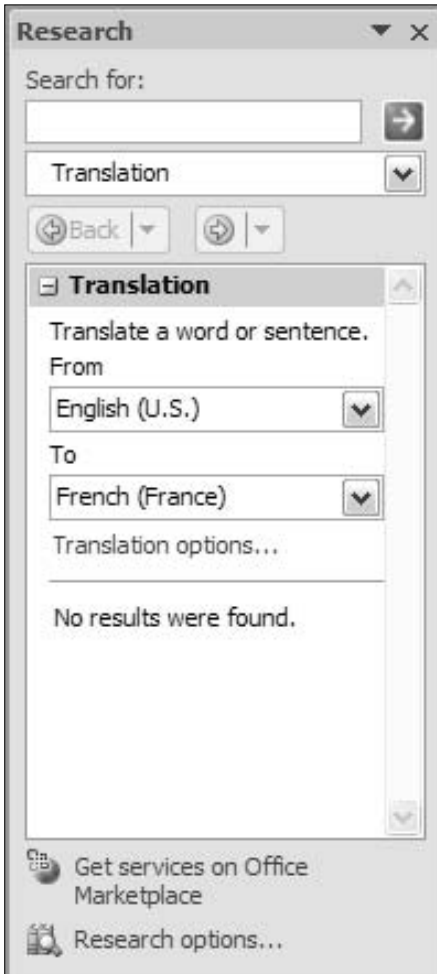 Research
Search for:
Translation
Back
Translation
Translate a word or sentence.
From
English (U.S.)
To
French (France)
Translation options...
No results were found.
Get services on Office
Marketplace
Research options...